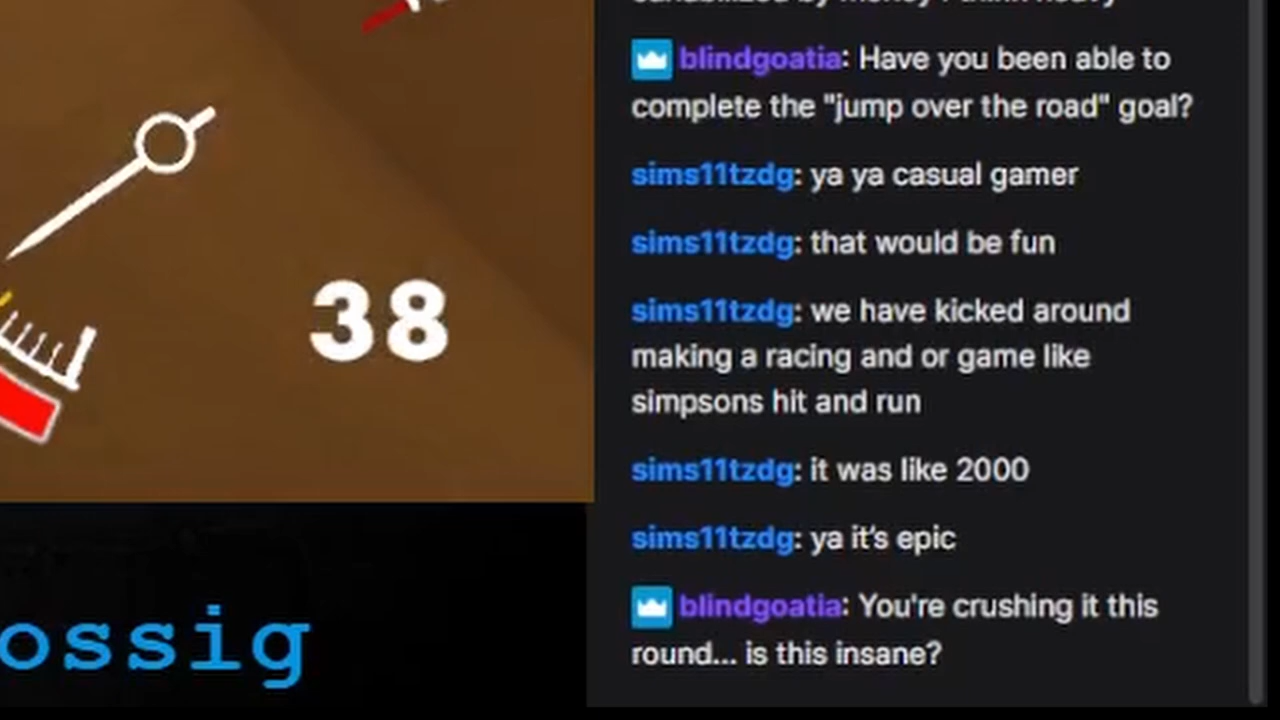 blindgoatia: Have you been able to
complete the "jump over the road" goal?
sims11tzdg: ya ya casual gamer
sims11tzdg: that would be fun
sims11tzdg: we have kicked around
making a racing and or game like
simpsons hit and run
sims11tzdg: it was like 2000
sims11tzdg: ya it's epic
blindgoatia: You're crushing it this
round... is this insane?
38
ossig